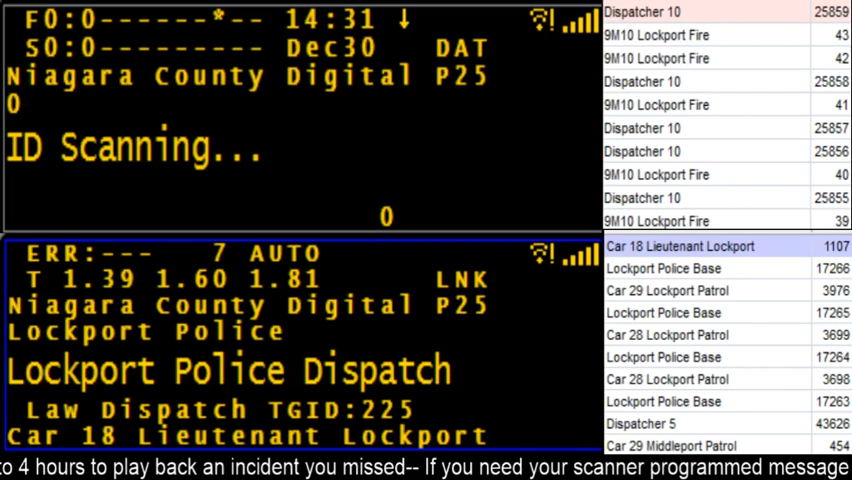 F0:0------*-- 14:31 ↓
S0:0--------- Dec30 DAT
Niagara County Digital P25
0
ID Scanning...
0
Dispatcher 10 25859
9M10 Lockport Fire 43
9M10 Lockport Fire 42
Dispatcher 10 25858
9M10 Lockport Fire 41
Dispatcher 10 25857
Dispatcher 10 25856
9M10 Lockport Fire 40
Dispatcher 10 25855
9M10 Lockport Fire 39
ERR:--- 7 AUTO
T 1.39 1.60 1.81 LNK
Niagara County Digital P25
Lockport Police
Lockport Police Dispatch
Law Dispatch TGID:225
Car 18 Lieutenant Lockport
Car 18 Lieutenant Lockport 1107
Lockport Police Base 17266
Car 29 Lockport Patrol 3976
Lockport Police Base 17265
Car 28 Lockport Patrol 3699
Lockport Police Base 17264
Car 28 Lockport Patrol 3698
Lockport Police Base 17263
Dispatcher 5 43626
Car 29 Middleport Patrol 454
to 4 hours to play back an incident you missed-- If you need your scanner programmed message